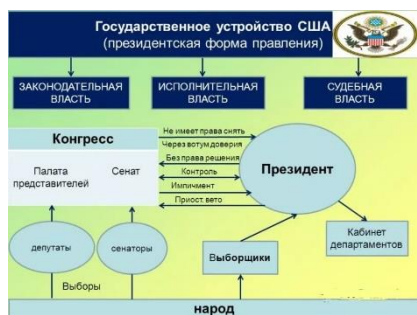 Государственное устройство США
(президентская форма правления)
ЗАКОНОДАТЕЛЬНАЯ
ВЛАСТЬ
ИСПОЛНИТЕЛЬНАЯ
ВЛАСТЬ
СУДЕБНАЯ
ВЛАСТЬ
Конгресс
Палата
представителей
Сенат
Не имеет права снять
Через вотум доверия
Без права решения
Контроль
Импичмент
Приост. вето
Президент
депутаты
сенаторы
Выборщики
Кабинет
департаментов
Выборы
народ